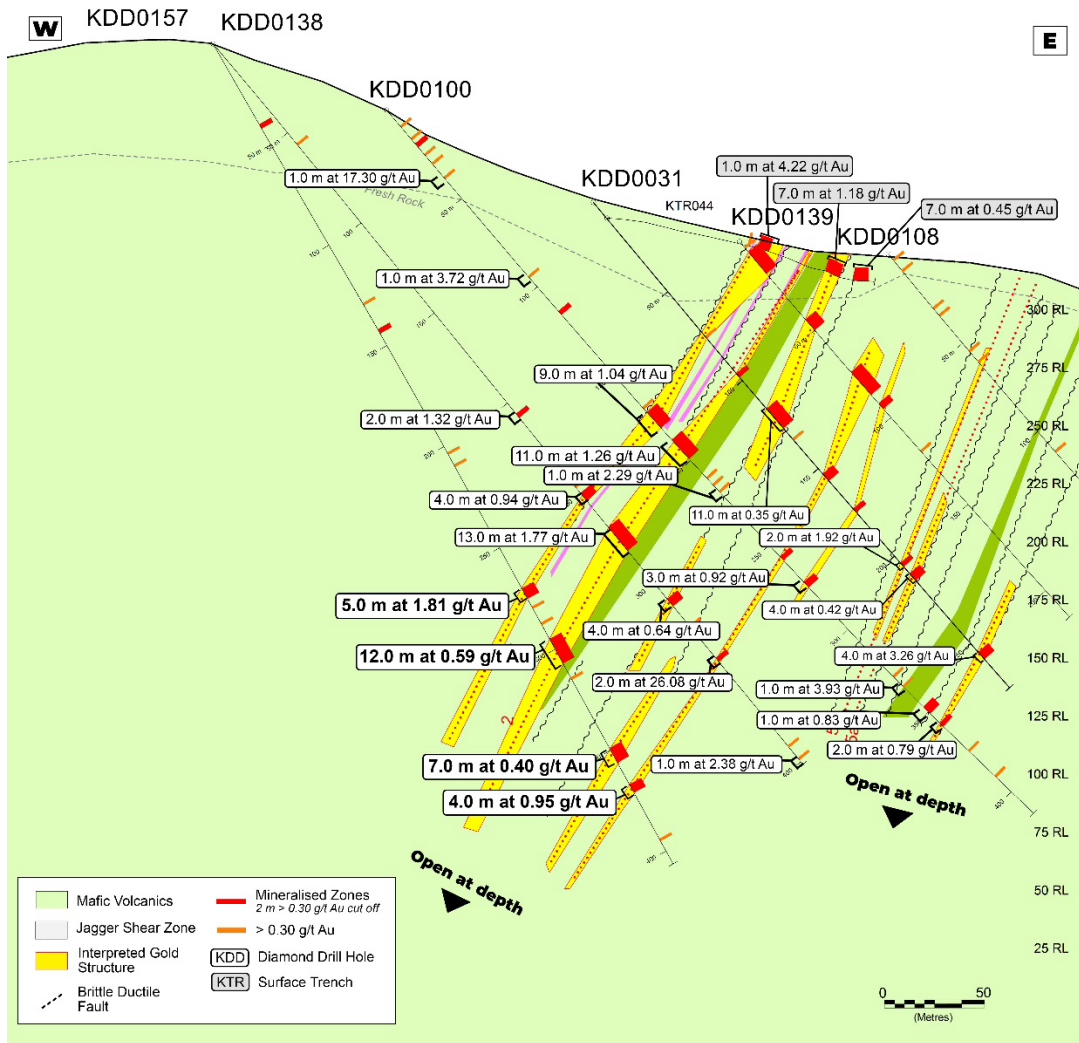 W
KDD0157
KDD0138
E
KDD0100
1.0 m at 17.30 g/t Au
Fresh Rock
KDD0031
KTR044
KDD0139
KDD0108
1.0 m at 4.22 g/t Au
7.0 m at 1.18 g/t Au
7.0 m at 0.45 g/t Au
1.0 m at 3.72 g/t Au
300 RL
275 RL
250 RL
225 RL
200 RL
175 RL
150 RL
125 RL
100 RL
75 RL
50 RL
25 RL
9.0 m at 1.04 g/t Au
2.0 m at 1.32 g/t Au
11.0 m at 1.26 g/t Au
1.0 m at 2.29 g/t Au
4.0 m at 0.94 g/t Au
11.0 m at 0.35 g/t Au
13.0 m at 1.77 g/t Au
2.0 m at 1.92 g/t Au
3.0 m at 0.92 g/t Au
5.0 m at 1.81 g/t Au
4.0 m at 0.42 g/t Au
4.0 m at 0.64 g/t Au
12.0 m at 0.59 g/t Au
4.0 m at 3.26 g/t Au
2.0 m at 26.08 g/t Au
1.0 m at 3.93 g/t Au
1.0 m at 0.83 g/t Au
2
2.0 m at 0.79 g/t Au
7.0 m at 0.40 g/t Au
1.0 m at 2.38 g/t Au
4.0 m at 0.95 g/t Au
Open at depth
Open at depth
Mafic Volcanics
Jagger Shear Zone
Interpreted Gold
Structure
Brittle Ductile
Fault
Mineralised Zones
2 m > 0.30 g/t Au cut off
> 0.30 g/t Au
KDD Diamond Drill Hole
KTR Surface Trench
0 50
(Metres)